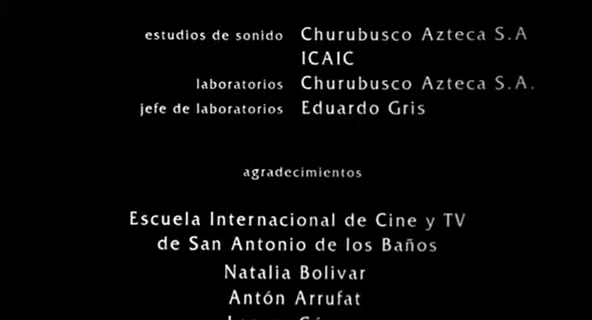 estudios de sonido Churubusco Azteca S.A
ICAIC
laboratorios Churubusco Azteca S.A.
jefe de laboratorios Eduardo Gris
agradecimientos
Escuela Internacional de Cine y TV
de San Antonio de los Baños
Natalia Bolivar
Antón Arrufat